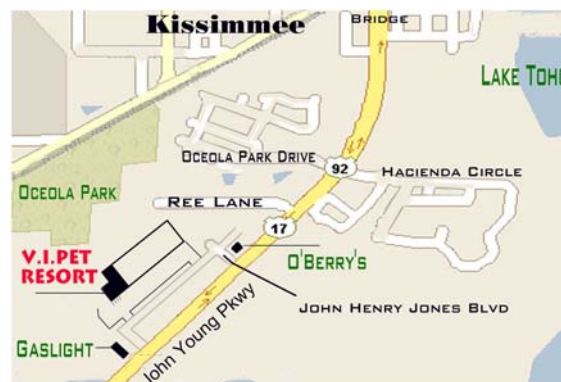 Kissimmee
BRIDGE
LAKE TOHO
OCEOLA PARK DRIVE
92
HACIENDA CIRCLE
OCEOLA PARK
REE LANE
17
V.I.PET
RESORT
O'BERRY'S
JOHN HENRY JONES BLVD
John Young Pkwy
GASLIGHT